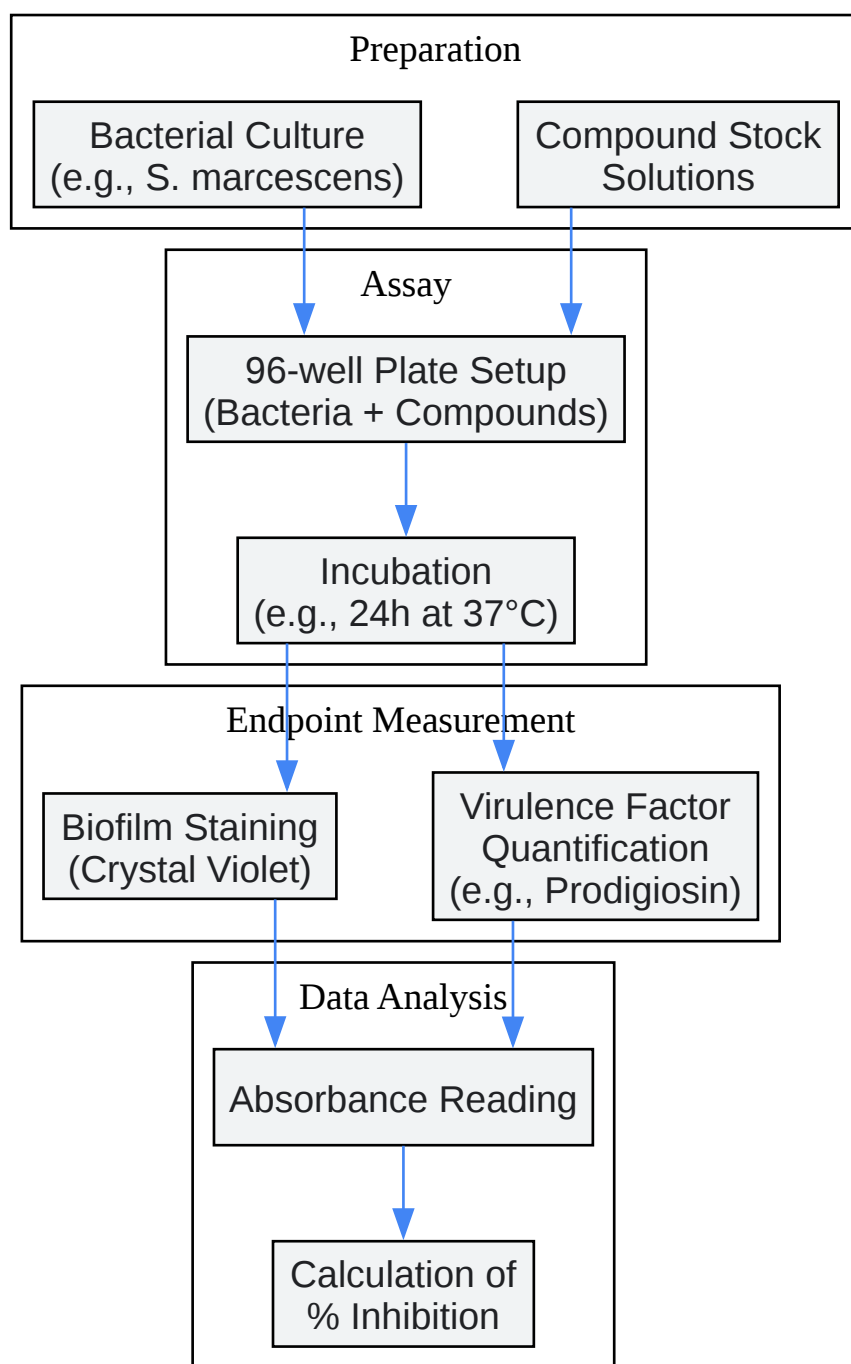 Preparation
Bacterial Culture
(e.g., S. marcescens)
Compound Stock
Solutions
Assay
96-well Plate Setup
(Bacteria + Compounds)
Incubation
(e.g., 24h at 37°C)
Endpoint Measurement
Biofilm Staining
(Crystal Violet)
Virulence Factor
Quantification
(e.g., Prodigiosin)
Data Analysis
Absorbance Reading
Calculation of
% Inhibition